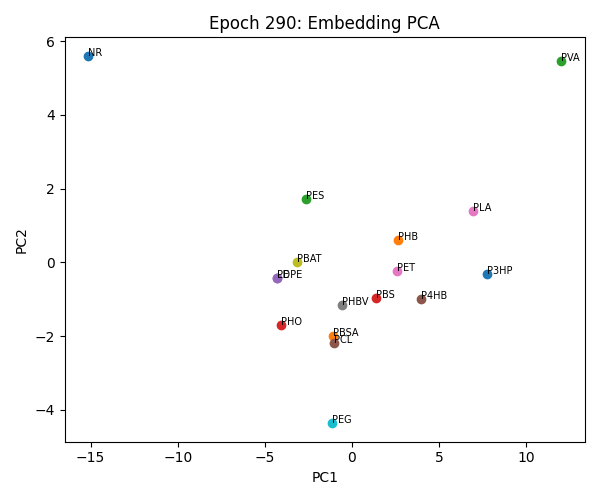 Epoch 290: Embedding PCA
6
4
2
0
−2
−4
PC2
NR
PVA
PES
PLA
PHB
PBAT
PET
P3HP
LDPE
PHBV
PBS
P4HB
PHO
PBSA
PCL
PEG
−15
−10
−5
0
5
10
PC1